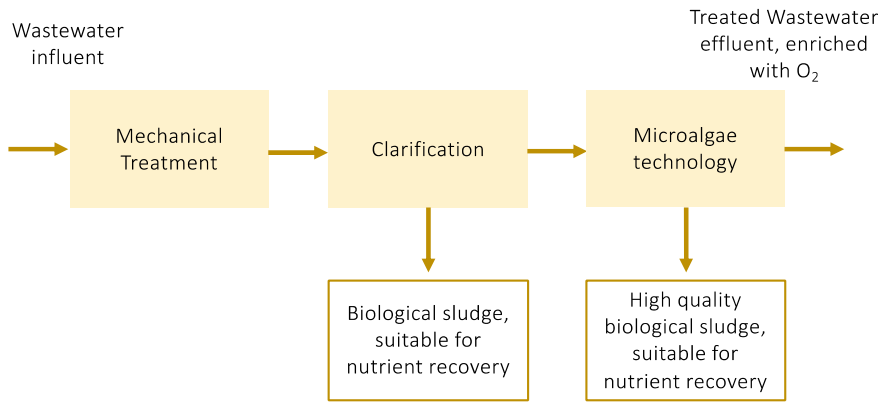 Wastewater
influent
Mechanical
Treatment
Clarification
Microalgae
technology
Treated Wastewater
effluent, enriched
with O₂
Biological sludge,
suitable for
nutrient recovery
High quality
biological sludge,
suitable for
nutrient recovery